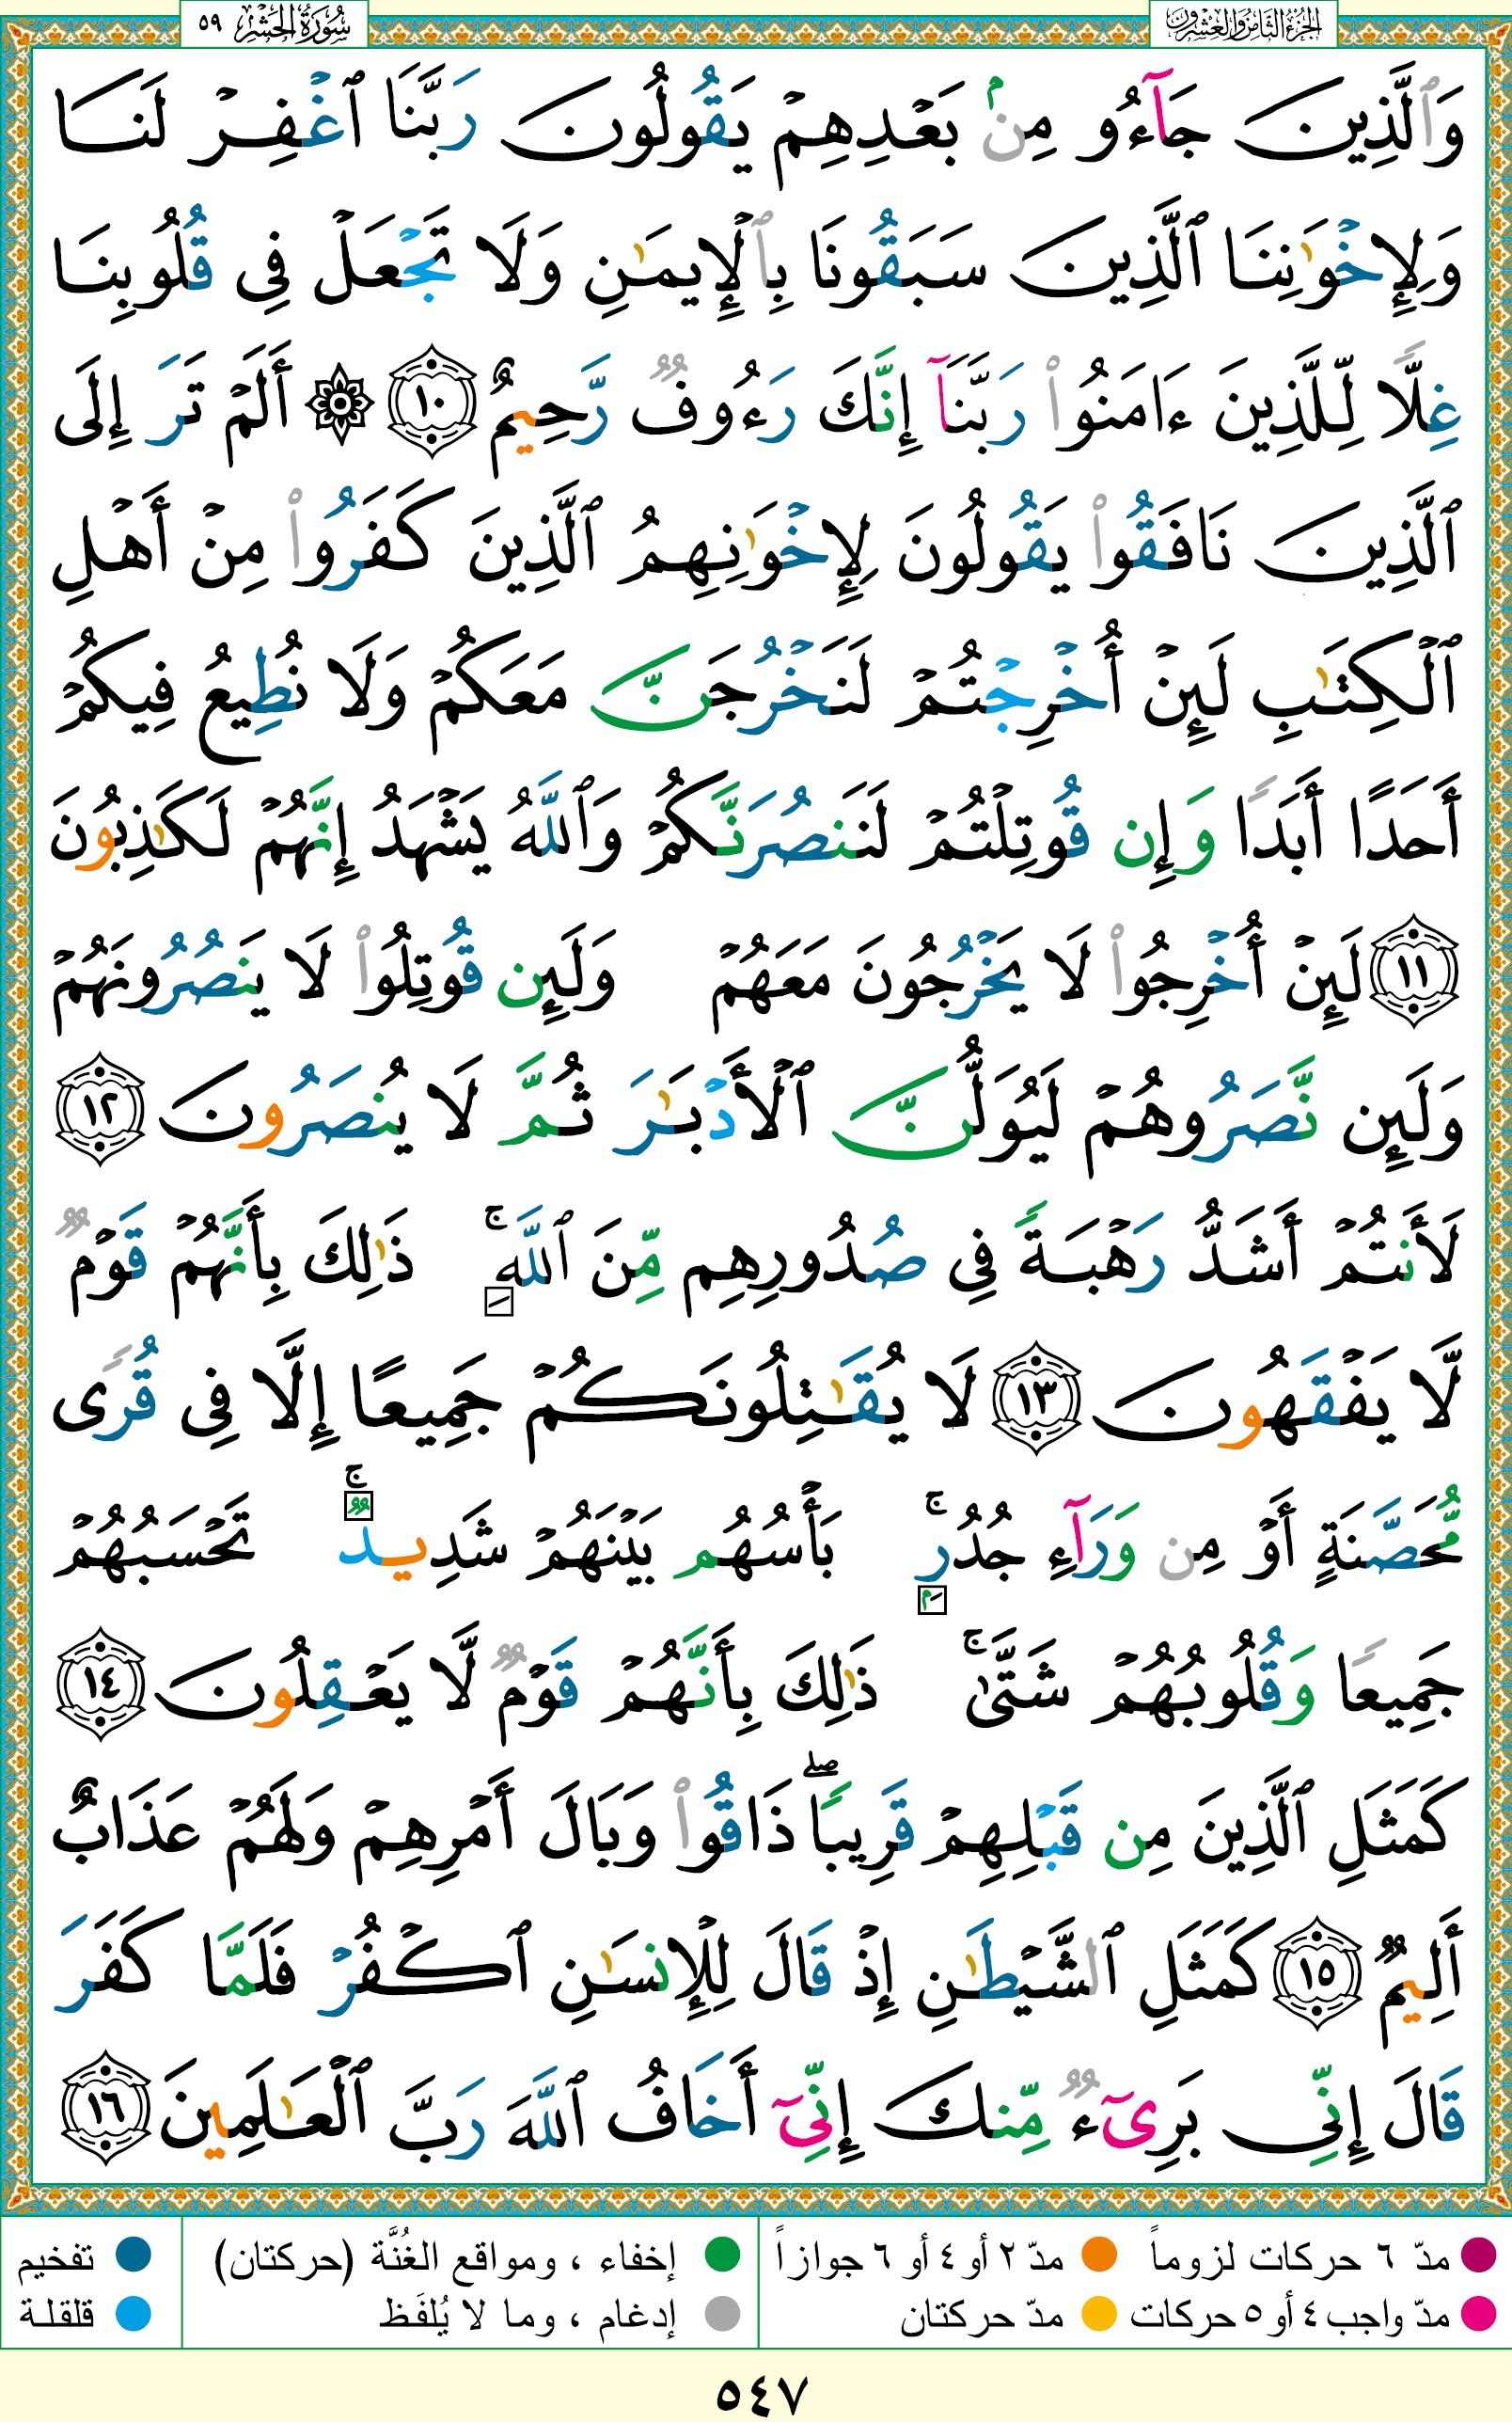 الجزء الثامن والعشرون
سورة الحشر ٥٩
وَٱلَّذِينَ جَآءُو مِنۢ بَعۡدِهِمۡ يَقُولُونَ رَبَّنَا ٱغۡفِرۡ لَنَا
وَلِإِخۡوَٰنِنَا ٱلَّذِينَ سَبَقُونَا بِٱلۡإِيمَٰنِ وَلَا تَجۡعَلۡ فِي قُلُوبِنَا
غِلّٗا لِّلَّذِينَ ءَامَنُواْ رَبَّنَآ إِنَّكَ رَءُوفٞ رَّحِيمٌ ١٠ ۞ أَلَمۡ تَرَ إِلَى
ٱلَّذِينَ نَافَقُواْ يَقُولُونَ لِإِخۡوَٰنِهِمُ ٱلَّذِينَ كَفَرُواْ مِنۡ أَهۡلِ
ٱلۡكِتَٰبِ لَئِنۡ أُخۡرِجۡتُمۡ لَنَخۡرُجَنَّ مَعَكُمۡ وَلَا نُطِيعُ فِيكُمۡ
أَحَدًا أَبَدٗا وَإِن قُوتِلۡتُمۡ لَنَنصُرَنَّكُمۡ وَٱللَّهُ يَشۡهَدُ إِنَّهُمۡ لَكَٰذِبُونَ
١١ لَئِنۡ أُخۡرِجُواْ لَا يَخۡرُجُونَ مَعَهُمۡ وَلَئِن قُوتِلُواْ لَا يَنصُرُونَهُمۡ
وَلَئِن نَّصَرُوهُمۡ لَيُوَلُّنَّ ٱلۡأَدۡبَٰرَ ثُمَّ لَا يُنصَرُونَ ١٢
لَأَنتُمۡ أَشَدُّ رَهۡبَةٗ فِي صُدُورِهِم مِّنَ ٱللَّهِۚ ذَٰلِكَ بِأَنَّهُمۡ قَوۡمٞ
لَّا يَفۡقَهُونَ ١٣ لَا يُقَٰتِلُونَكُمۡ جَمِيعًا إِلَّا فِي قُرٗى
مُّحَصَّنَةٍ أَوۡ مِن وَرَآءِ جُدُرِۭۚ بَأۡسُهُم بَيۡنَهُمۡ شَدِيدٞۚ تَحۡسَبُهُمۡ
جَمِيعٗا وَقُلُوبُهُمۡ شَتَّىٰۚ ذَٰلِكَ بِأَنَّهُمۡ قَوۡمٞ لَّا يَعۡقِلُونَ ١٤
كَمَثَلِ ٱلَّذِينَ مِن قَبۡلِهِمۡ قَرِيبٗاۖ ذَاقُواْ وَبَالَ أَمۡرِهِمۡ وَلَهُمۡ عَذَابٌ
أَلِيمٞ ١٥ كَمَثَلِ ٱلشَّيۡطَٰنِ إِذۡ قَالَ لِلۡإِنسَٰنِ ٱكۡفُرۡ فَلَمَّا كَفَرَ
قَالَ إِنِّي بَرِيٓءٞ مِّنكَ إِنِّيٓ أَخَافُ ٱللَّهَ رَبَّ ٱلۡعَٰلَمِينَ ١٦
مدّ ٦ حركات لزوماً مدّ ٢ أو ٤ أو ٦ جوازاً إخفاء ، ومواقع الغُنَّة (حركتان) تفخيم
مدّ واجب ٤ أو ٥ حركات مدّ حركتان إدغام ، وما لا يُلفَظ قلقلة
٥٤٧